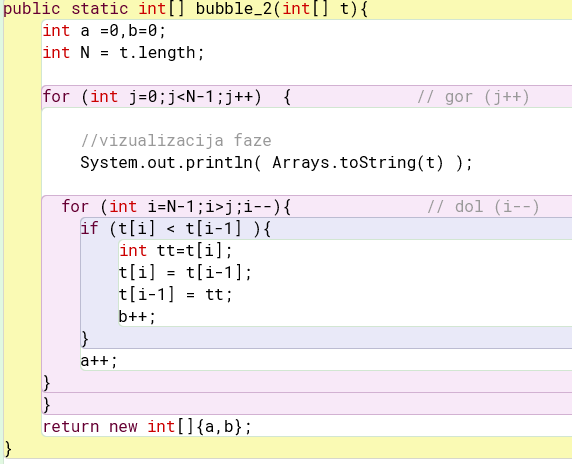 public static int[] bubble_2(int[] t){
int a =0,b=0;
int N = t.length;
for (int j=0;j<N-1;j++)  {             // gor (j++)
//vizualizacija faze
System.out.println( Arrays.toString(t) );
for (int i=N-1;i>j;i--){              // dol (i--)
if (t[i] < t[i-1] ){
int tt=t[i];
t[i] = t[i-1];
t[i-1] = tt;
b++;
}
a++;
}
}
return new int[]{a,b};
}